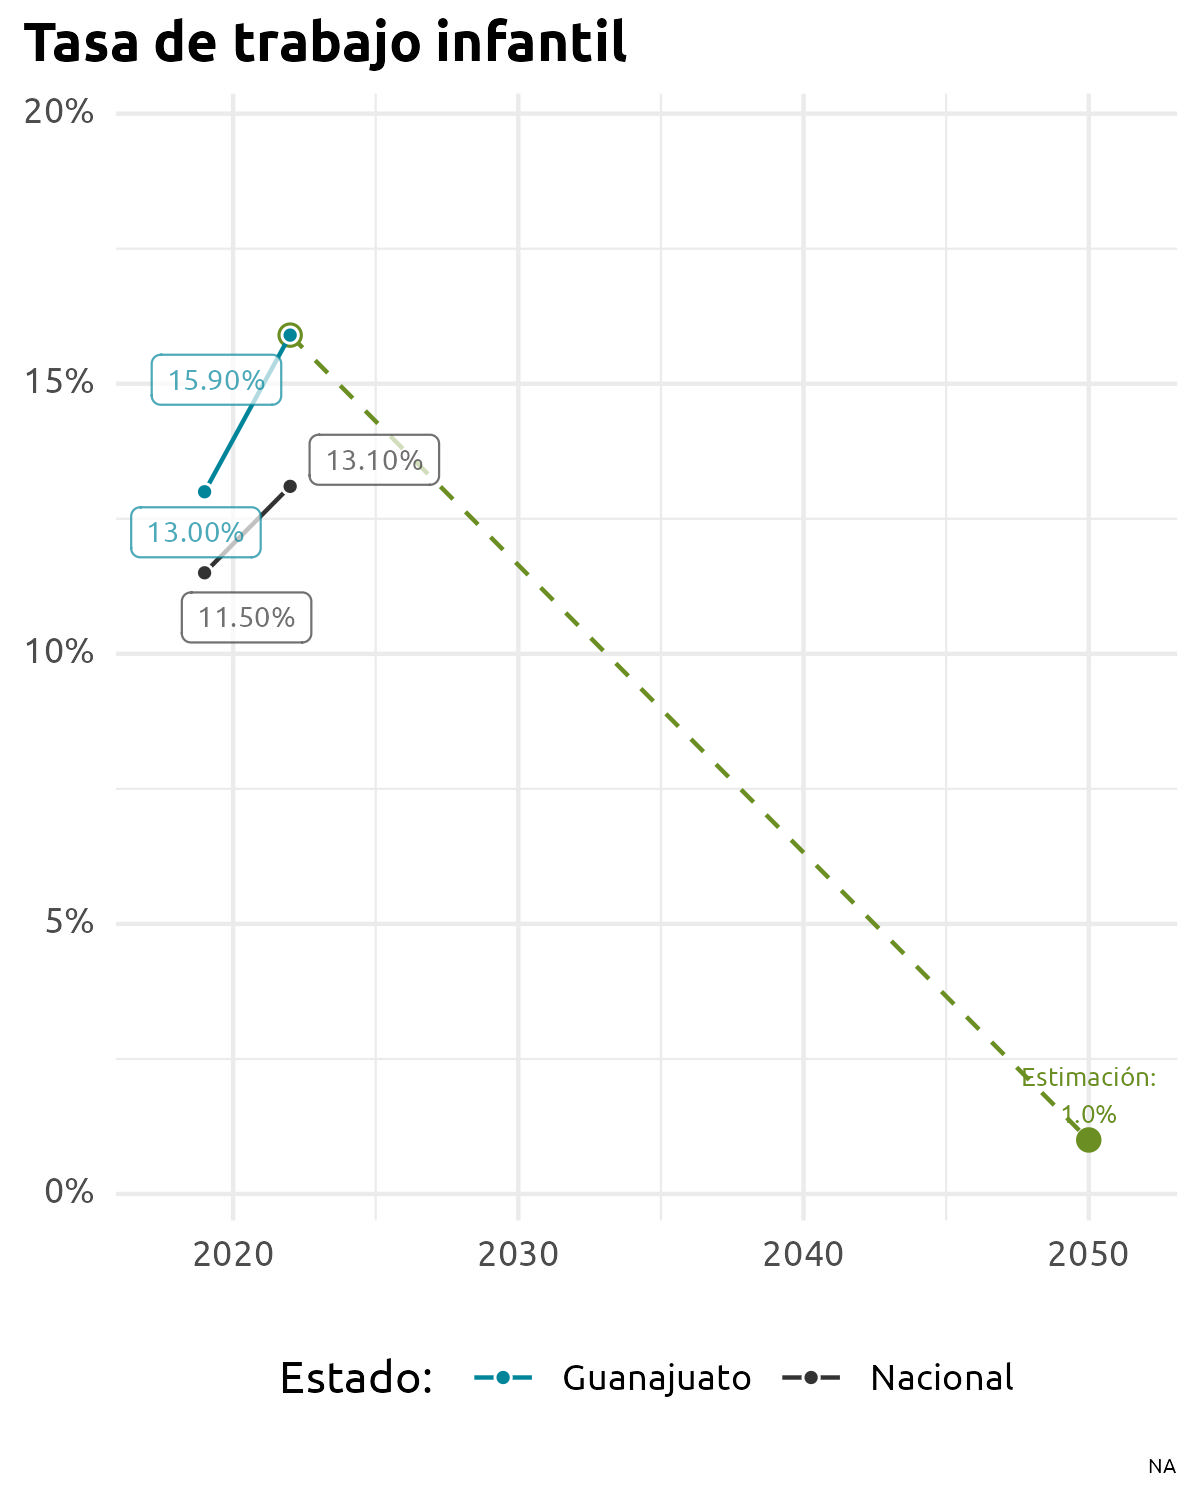 Tasa de trabajo infantil
20%
15%
10%
5%
0%
15.90%
13.10%
13.00%
11.50%
Estimación:
1.0%
2020 2030 2040 2050
Estado: Guanajuato Nacional
NA